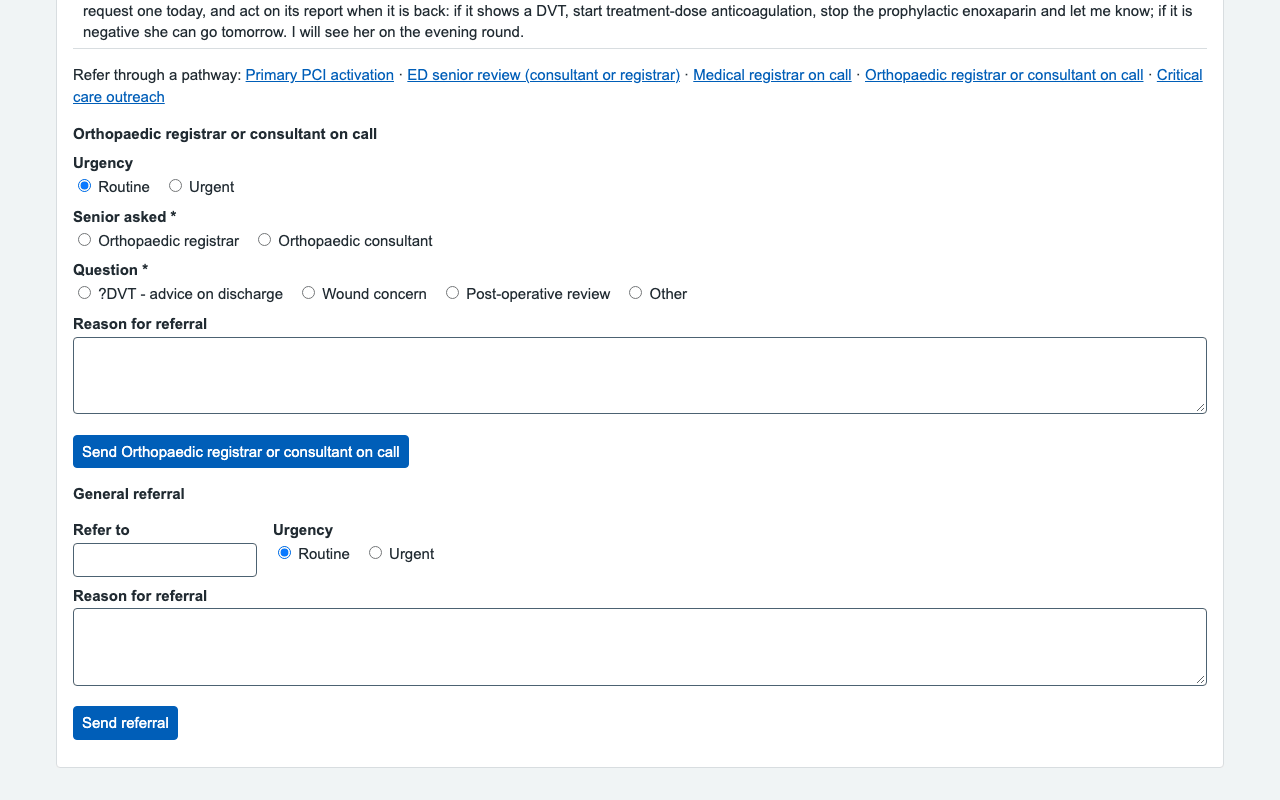 request one today, and act on its report when it is back: if it shows a DVT, start treatment-dose anticoagulation, stop the prophylactic enoxaparin and let me know; if it is
negative she can go tomorrow. I will see her on the evening round.
Refer through a pathway: Primary PCI activation · ED senior review (consultant or registrar) · Medical registrar on call · Orthopaedic registrar or consultant on call · Critical
care outreach
Orthopaedic registrar or consultant on call
Urgency
Routine Urgent
Senior asked *
Orthopaedic registrar Orthopaedic consultant
Question *
?DVT - advice on discharge Wound concern Post-operative review Other
Reason for referral
Send Orthopaedic registrar or consultant on call
General referral
Refer to Urgency
Routine Urgent
Reason for referral
Send referral